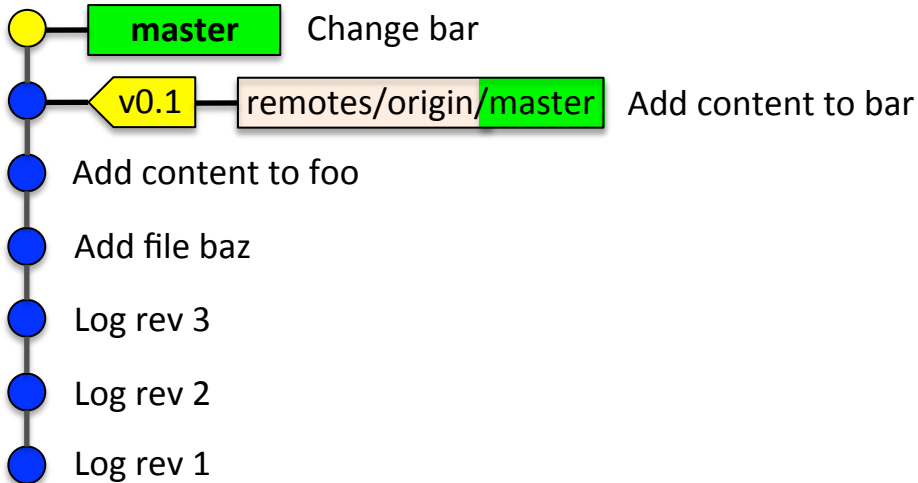 master Change bar
v0.1 remotes/origin/master Add content to bar
Add content to foo
Add file baz
Log rev 3
Log rev 2
Log rev 1